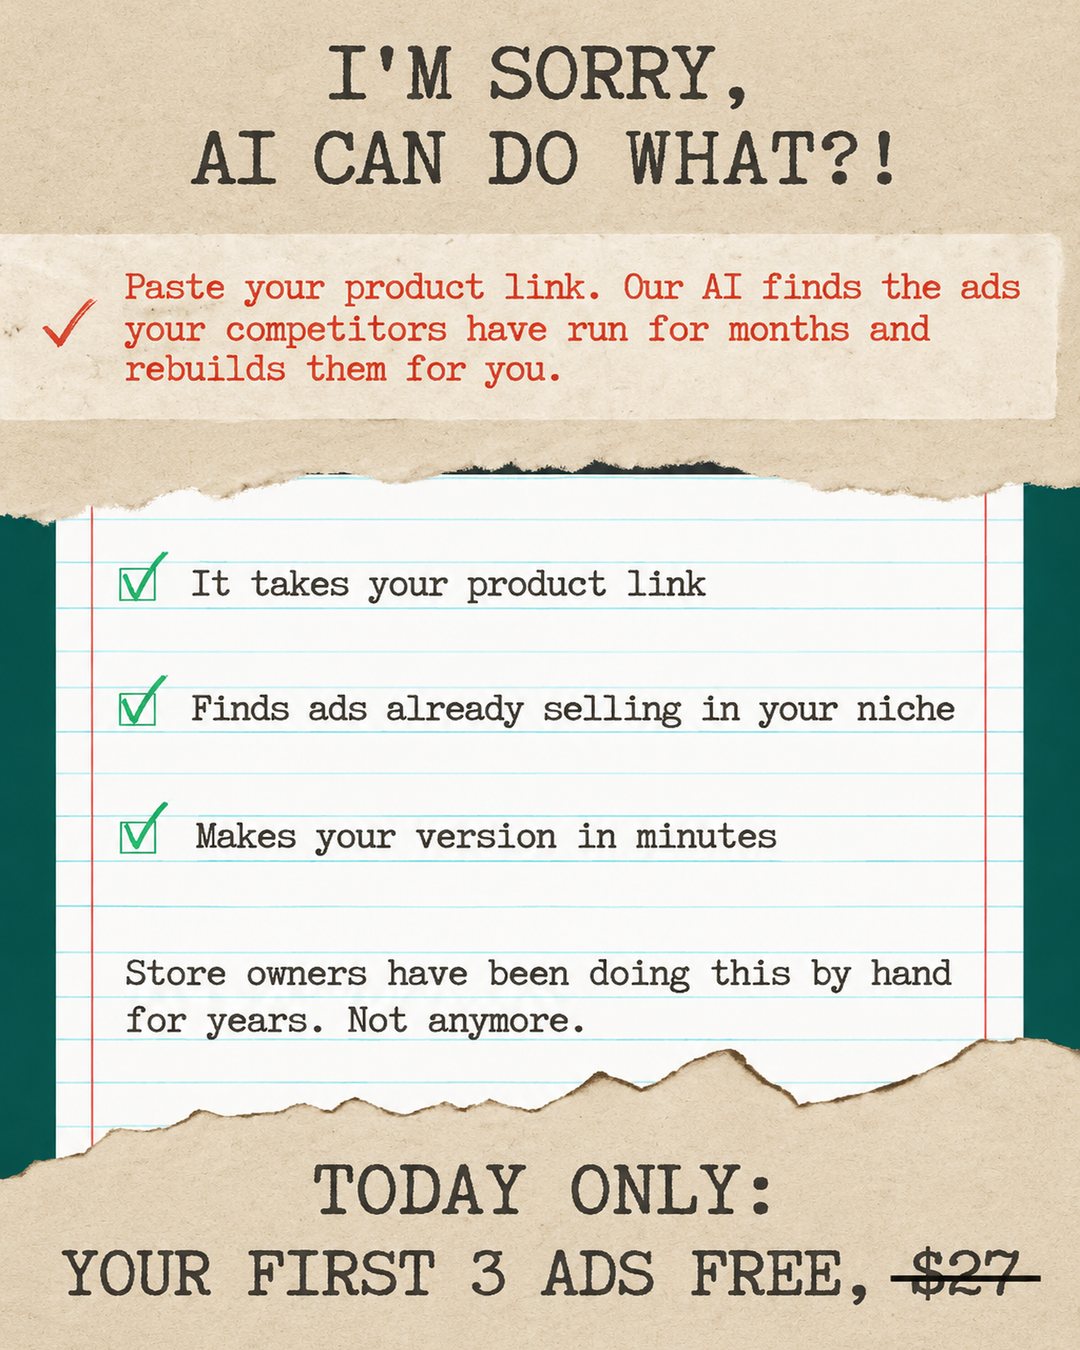 I'M SORRY,
AI CAN DO WHAT?!
Paste your product link. Our AI finds the ads
your competitors have run for months and
rebuilds them for you.
It takes your product link
Finds ads already selling in your niche
Makes your version in minutes
Store owners have been doing this by hand
for years. Not anymore.
TODAY ONLY:
YOUR FIRST 3 ADS FREE, $27